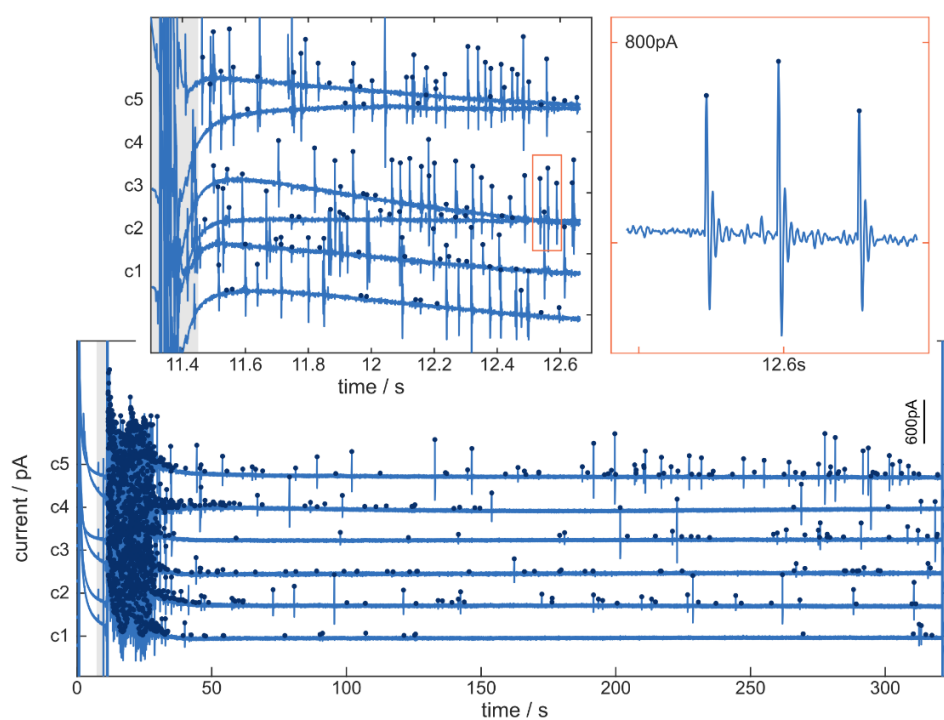 800pA
c5
c4
c3
c2
c1
11.4 11.6 11.8 12 12.2 12.4 12.6
time / s
12.6s
600pA
current / pA
c5
c4
c3
c2
c1
0 50 100 150 200 250 300
time / s